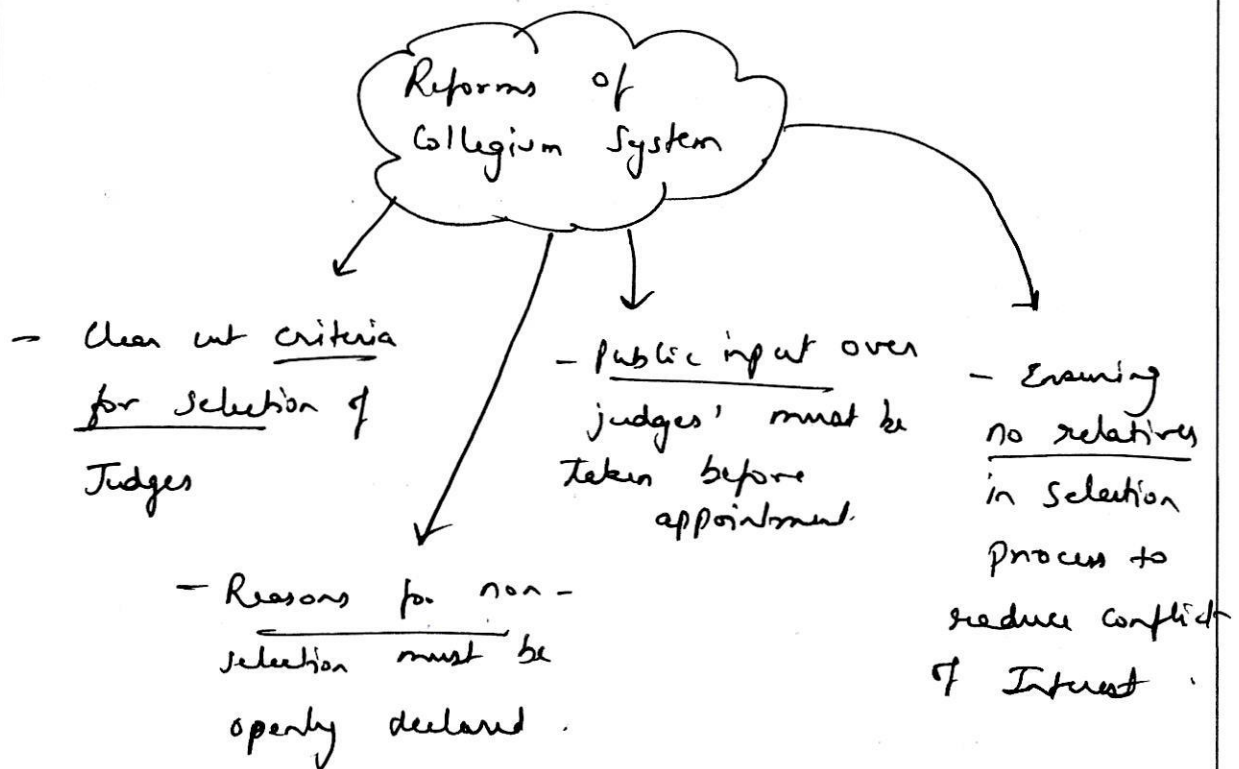 Reforms of
Collegium System
- Clear cut criteria
for selection of
Judges
- Reasons for non-
selection must be
openly declared.
- Public input over
judges' must be
taken before
appointment.
- Ensuring
no relatives
in selection
process to
reduce conflict
of Interest.